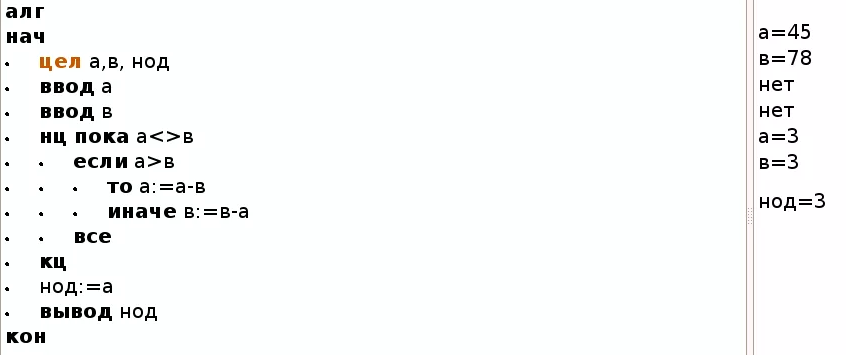 алг
нач
цел а,в, нод
ввод а
ввод в
нц пока а<>в
если а>в
то а:=а-в
иначе в:=в-а
все
кц
нод:=а
вывод нод
кон
а=45
в=78
нет
нет
а=3
в=3
нод=3